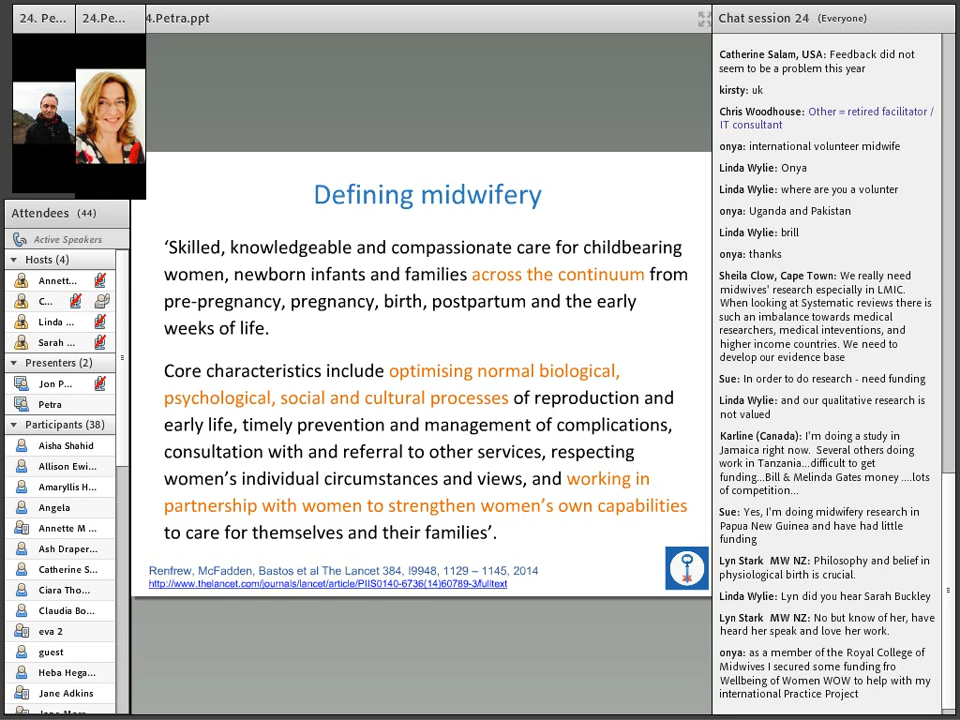 24. Pe...
24.Pe...
4.Petra.ppt
Attendees (44)
Active Speakers
Hosts (4)
Annett...
C...
Linda ...
Sarah ...
Presenters (2)
Jon P...
Petra
Participants (38)
Aisha Shahid
Allison Ewi...
Amaryllis H...
Angela
Annette M ...
Ash Draper...
Catherine S...
Ciara Tho...
Claudia Bo...
eva 2
guest
Heba Hega...
Jane Adkins
Defining midwifery
‘Skilled, knowledgeable and compassionate care for childbearing
women, newborn infants and families across the continuum from
pre-pregnancy, pregnancy, birth, postpartum and the early
weeks of life.
Core characteristics include optimising normal biological,
psychological, social and cultural processes of reproduction and
early life, timely prevention and management of complications,
consultation with and referral to other services, respecting
women’s individual circumstances and views, and working in
partnership with women to strengthen women’s own capabilities
to care for themselves and their families’.
Renfrew, McFadden, Bastos et al The Lancet 384, I9948, 1129 – 1145, 2014
http://www.thelancet.com/journals/lancet/article/PIIS0140-6736(14)60789-3/fulltext
Chat session 24 (Everyone)
Catherine Salam, USA: Feedback did not
seem to be a problem this year
kirsty: uk
Chris Woodhouse: Other = retired facilitator /
IT consultant
onya: international volunteer midwife
Linda Wylie: Onya
Linda Wylie: where are you a volunter
onya: Uganda and Pakistan
Linda Wylie: brill
onya: thanks
Sheila Clow, Cape Town: We really need
midwives' research especially in LMIC.
When looking at Systematic reviews there is
such an imbalance towards medical
researchers, medical inteventions, and
higher income countries. We need to
develop our evidence base
Sue: In order to do research - need funding
Linda Wylie: and our qualitative research is
not valued
Karline (Canada): I'm doing a study in
Jamaica right now. Several others doing
work in Tanzania...difficult to get
funding...Bill & Melinda Gates money ....lots
of competition...
Sue: Yes, I'm doing midwifery research in
Papua New Guinea and have had little
funding
Lyn Stark MW NZ: Philosophy and belief in
physiological birth is crucial.
Linda Wylie: Lyn did you hear Sarah Buckley
Lyn Stark MW NZ: No but know of her, have
heard her speak and love her work.
onya: as a member of the Royal College of
Midwives I secured some funding fro
Wellbeing of Women WOW to help with my
international Practice Project